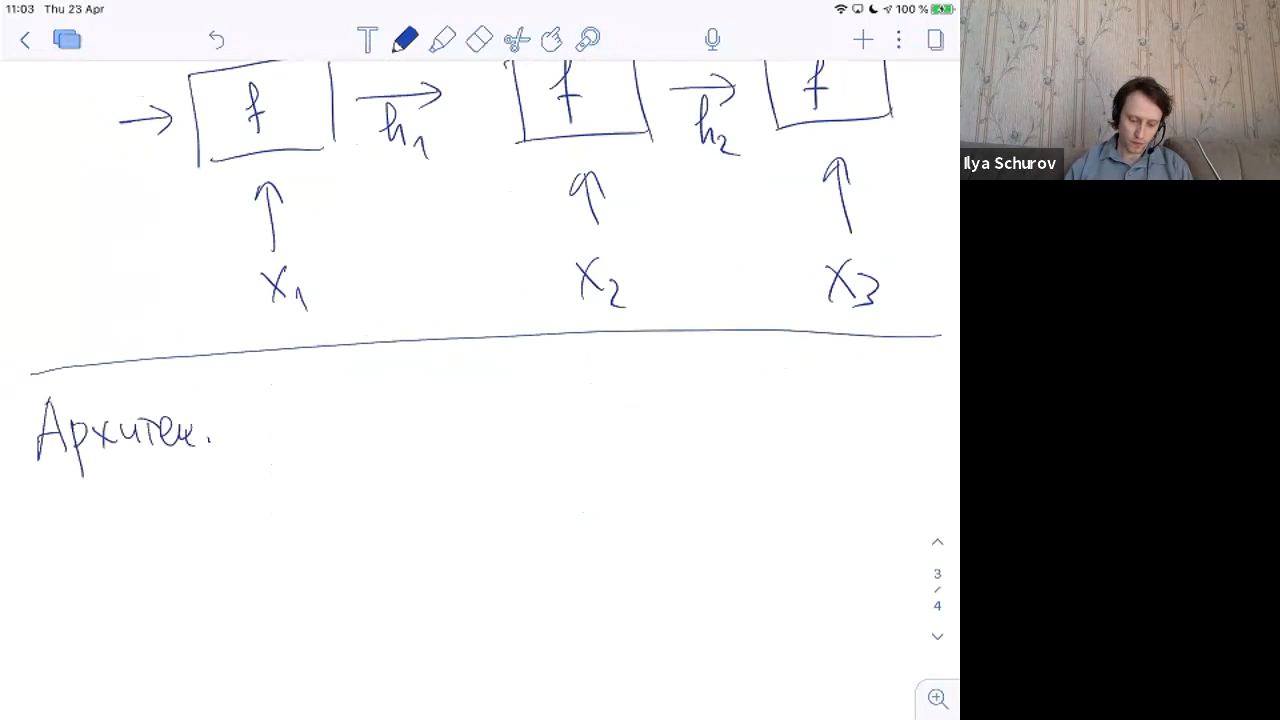 11:03 Thu 23 Apr 100 %
T
f f f
h₁ h₂
x₁ x₂ x₃
Архитек.
3
/
4
Ilya Schurov